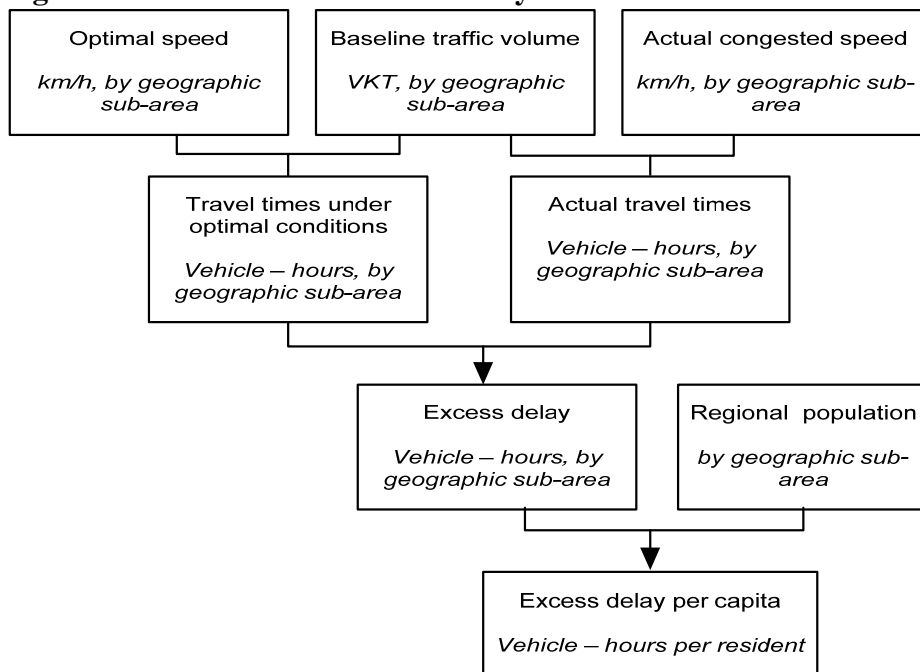 Optimal speed
km/h, by geographic
sub-area
Baseline traffic volume
VKT, by geographic
sub-area
Actual congested speed
km/h, by geographic sub-
area
Travel times under
optimal conditions
Vehicle – hours, by
geographic sub-area
Actual travel times
Vehicle – hours, by
geographic sub-area
Excess delay
Vehicle – hours, by
geographic sub-area
Regional population
by geographic sub-
area
Excess delay per capita
Vehicle – hours per resident